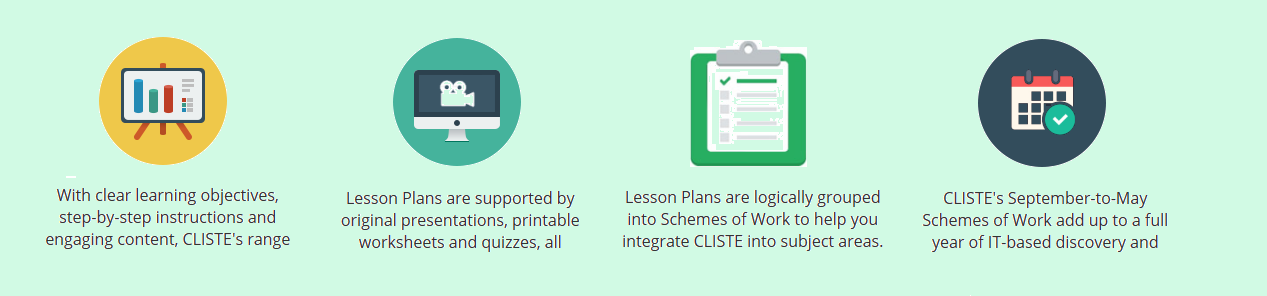 With clear learning objectives,
step-by-step instructions and
engaging content, CLISTE's range
Lesson Plans are supported by
original presentations, printable
worksheets and quizzes, all
Lesson Plans are logically grouped
into Schemes of Work to help you
integrate CLISTE into subject areas.
CLISTE's September-to-May
Schemes of Work add up to a full
year of IT-based discovery and